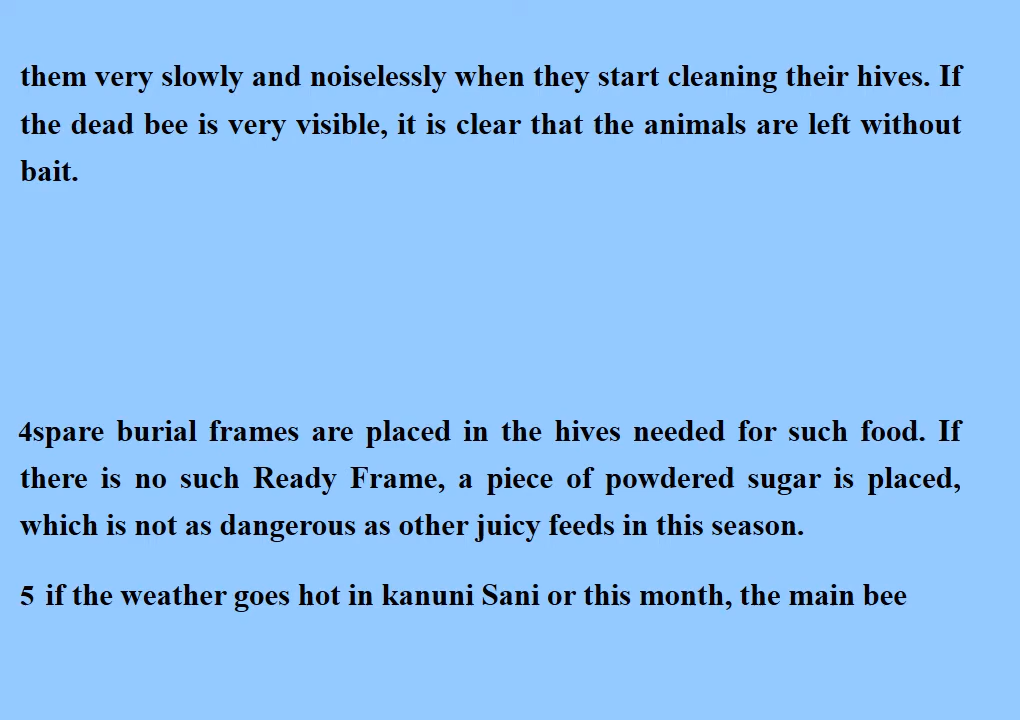 them very slowly and noiselessly when they start cleaning their hives. If
the dead bee is very visible, it is clear that the animals are left without
bait.
4spare burial frames are placed in the hives needed for such food. If
there is no such Ready Frame, a piece of powdered sugar is placed,
which is not as dangerous as other juicy feeds in this season.
5 if the weather goes hot in kanuni Sani or this month, the main bee